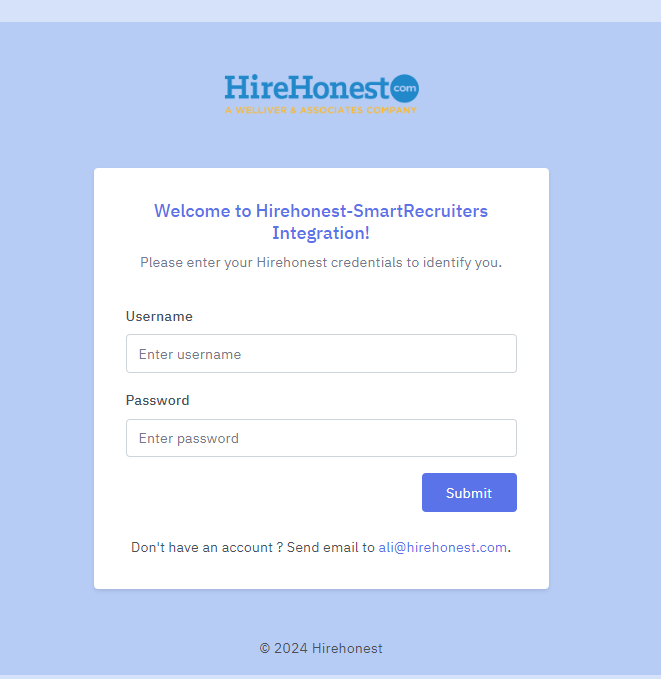 HireHonest com
A WELLIVER & ASSOCIATES COMPANY
Welcome to Hirehonest-SmartRecruiters
Integration!
Please enter your Hirehonest credentials to identify you.
Username
Enter username
Password
Enter password
Submit
Don't have an account ? Send email to ali@hirehonest.com.
© 2024 Hirehonest